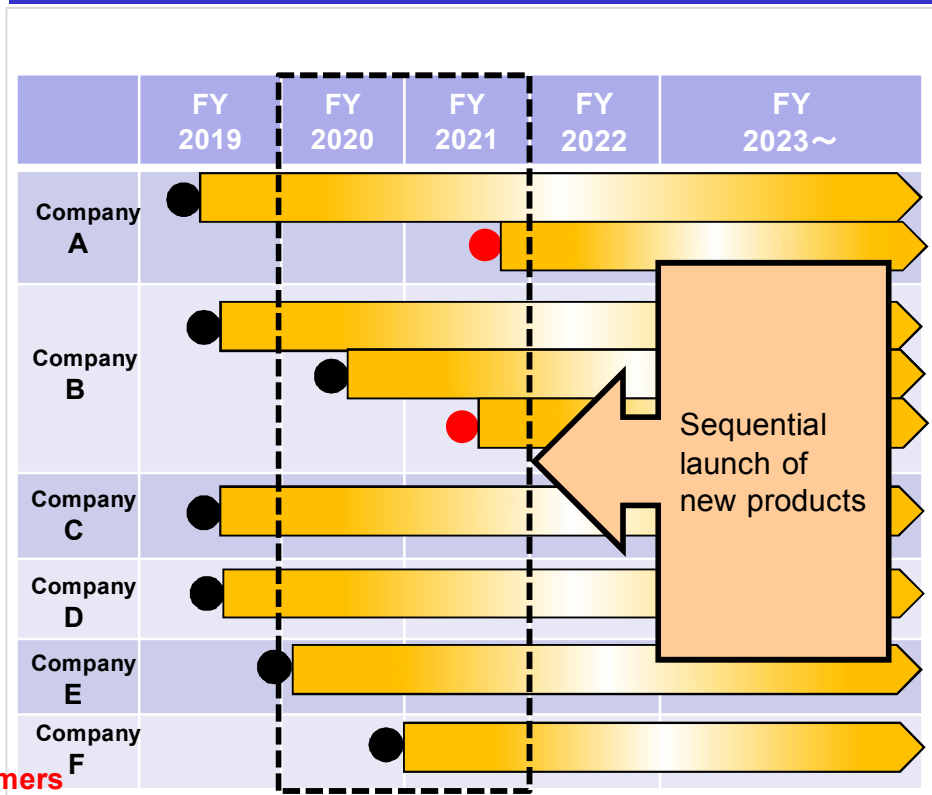 FY
2019
FY
2020
FY
2021
FY
2022
FY
2023～
Company
A
Company
B
Sequential
launch of
new products
Company
C
Company
D
Company
E
Company
F
mers